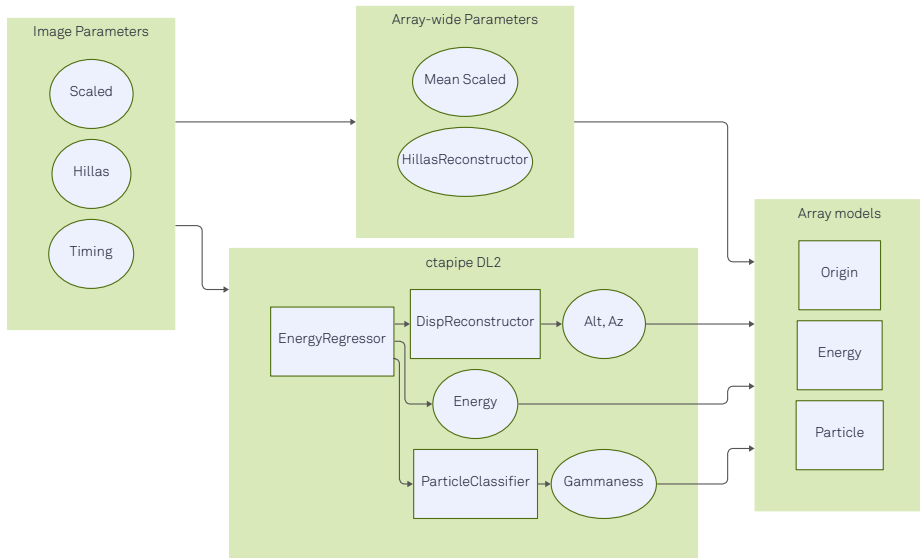 Image Parameters
Scaled
Hillas
Timing
Array-wide Parameters
Mean Scaled
HillasReconstructor
ctapipe DL2
EnergyRegressor
DispReconstructor
Alt, Az
Energy
ParticleClassifier
Gammaness
Array models
Origin
Energy
Particle